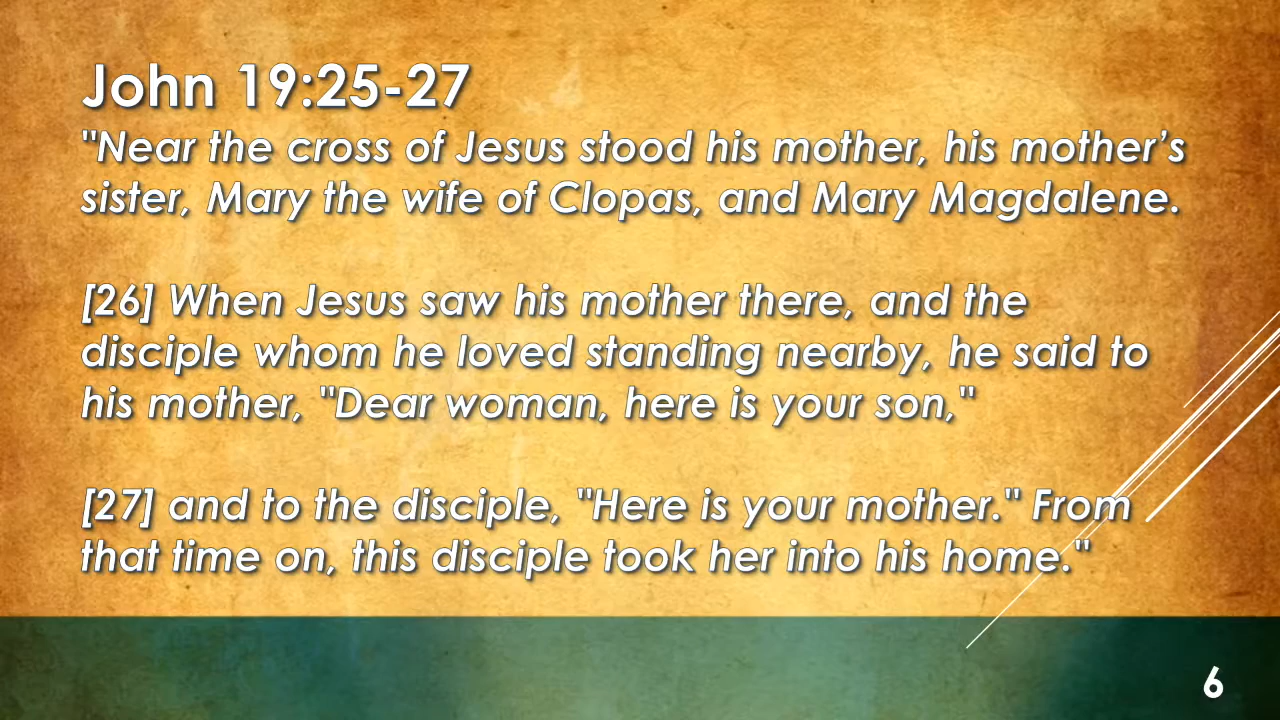 John 19:25-27
"Near the cross of Jesus stood his mother, his mother’s
sister, Mary the wife of Clopas, and Mary Magdalene.
[26] When Jesus saw his mother there, and the
disciple whom he loved standing nearby, he said to
his mother, "Dear woman, here is your son,"
[27] and to the disciple, "Here is your mother." From
that time on, this disciple took her into his home."
6